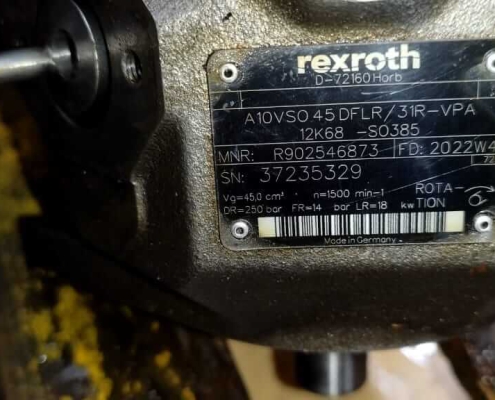 rexroth
D-72160 Horb
A10VSO 45 DFLR/31R-VPA
12K68 -S0385
MNR: R902546873 FD: 2022W4
SN: 37235329
Vg=45,0 cm³ n=1500 min-1 ROTA-
DR=250 bar FR=14 bar LR=18 kw TION
Made in Germany